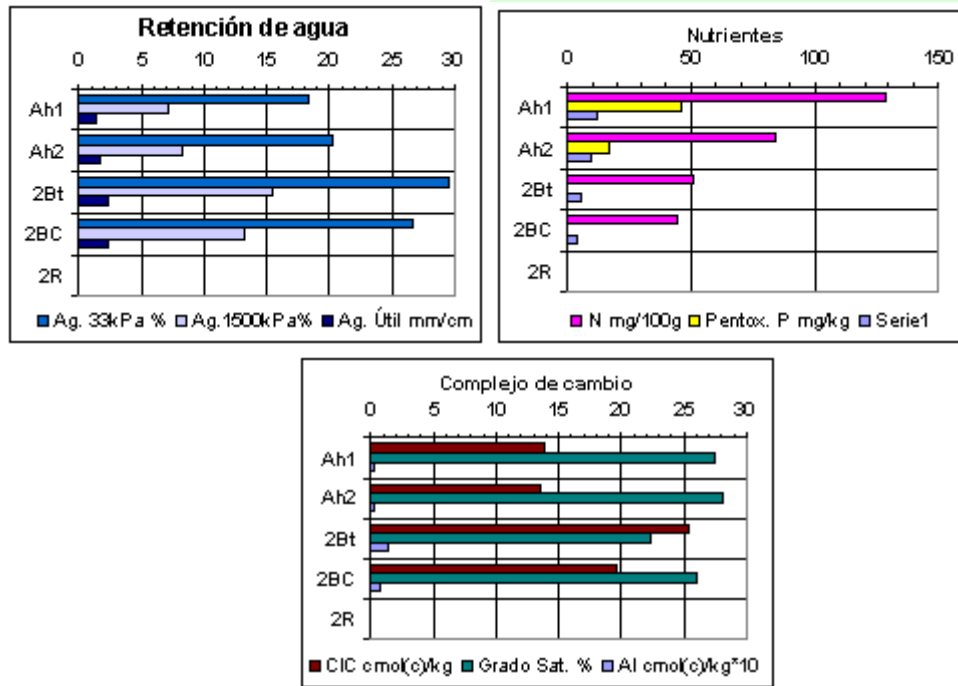 Retención de agua
0 5 10 15 20 25 30
Ah1
Ah2
2Bt
2BC
2R
Ag. 33kPa % Ag.1500kPa% Ag. Útil mm/cm
Nutrientes
0 50 100 150
Ah1
Ah2
2Bt
2BC
2R
N mg/100g Pentox. P mg/kg Serie1
Complejo de cambio
0 5 10 15 20 25 30
Ah1
Ah2
2Bt
2BC
2R
CIC cmol(c)/kg Grado Sat. % Al cmol(c)/kg*10